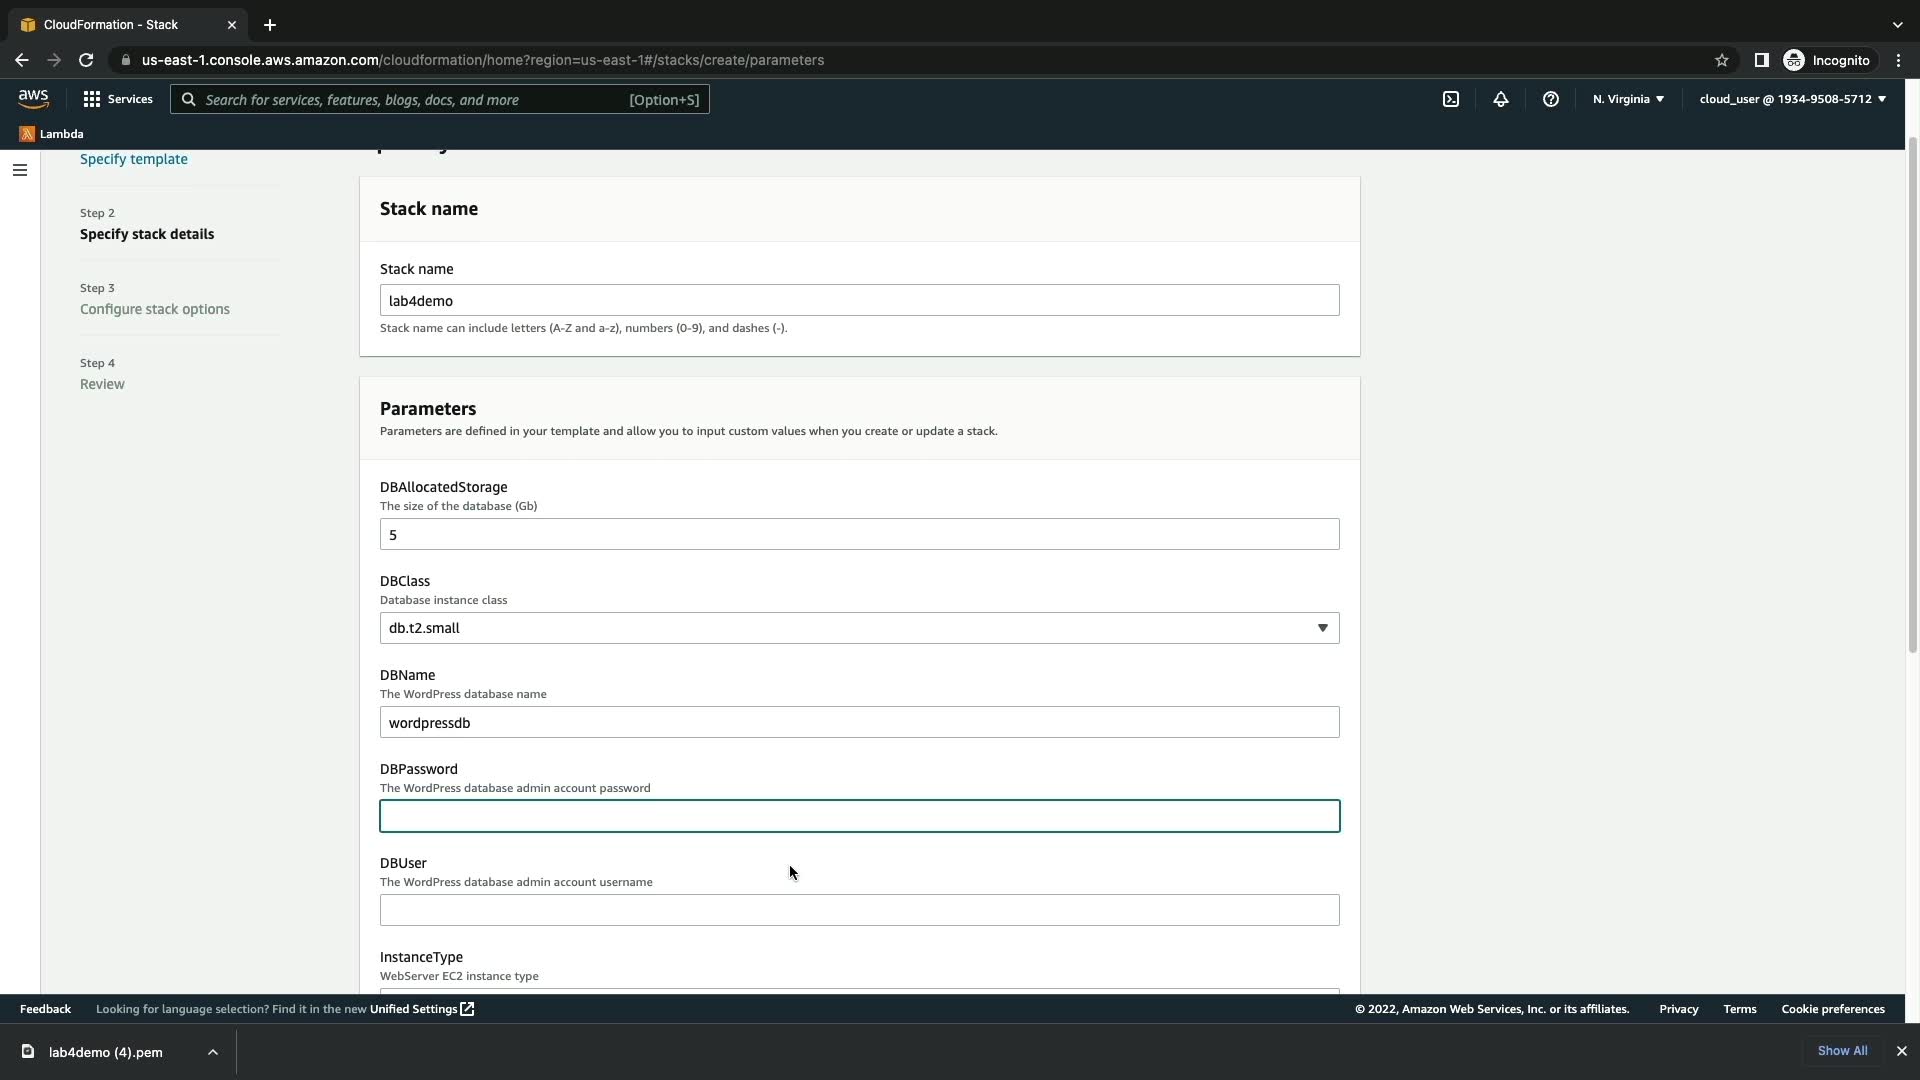 CloudFormation - Stack
us-east-1.console.aws.amazon.com/cloudformation/home?region=us-east-1#/stacks/create/parameters
Incognito
aws
Services
Search for services, features, blogs, docs, and more
[Option+S]
N. Virginia
cloud_user @ 1934-9508-5712
Lambda
Specify template
Step 2
Specify stack details
Step 3
Configure stack options
Step 4
Review
Stack name
Stack name
lab4demo
Stack name can include letters (A-Z and a-z), numbers (0-9), and dashes (-).
Parameters
Parameters are defined in your template and allow you to input custom values when you create or update a stack.
DBAllocatedStorage
The size of the database (Gb)
5
DBClass
Database instance class
db.t2.small
DBName
The WordPress database name
wordpressdb
DBPassword
The WordPress database admin account password
DBUser
The WordPress database admin account username
InstanceType
WebServer EC2 instance type
Feedback
Looking for language selection? Find it in the new Unified Settings
© 2022, Amazon Web Services, Inc. or its affiliates.
Privacy
Terms
Cookie preferences
lab4demo (4).pem
Show All